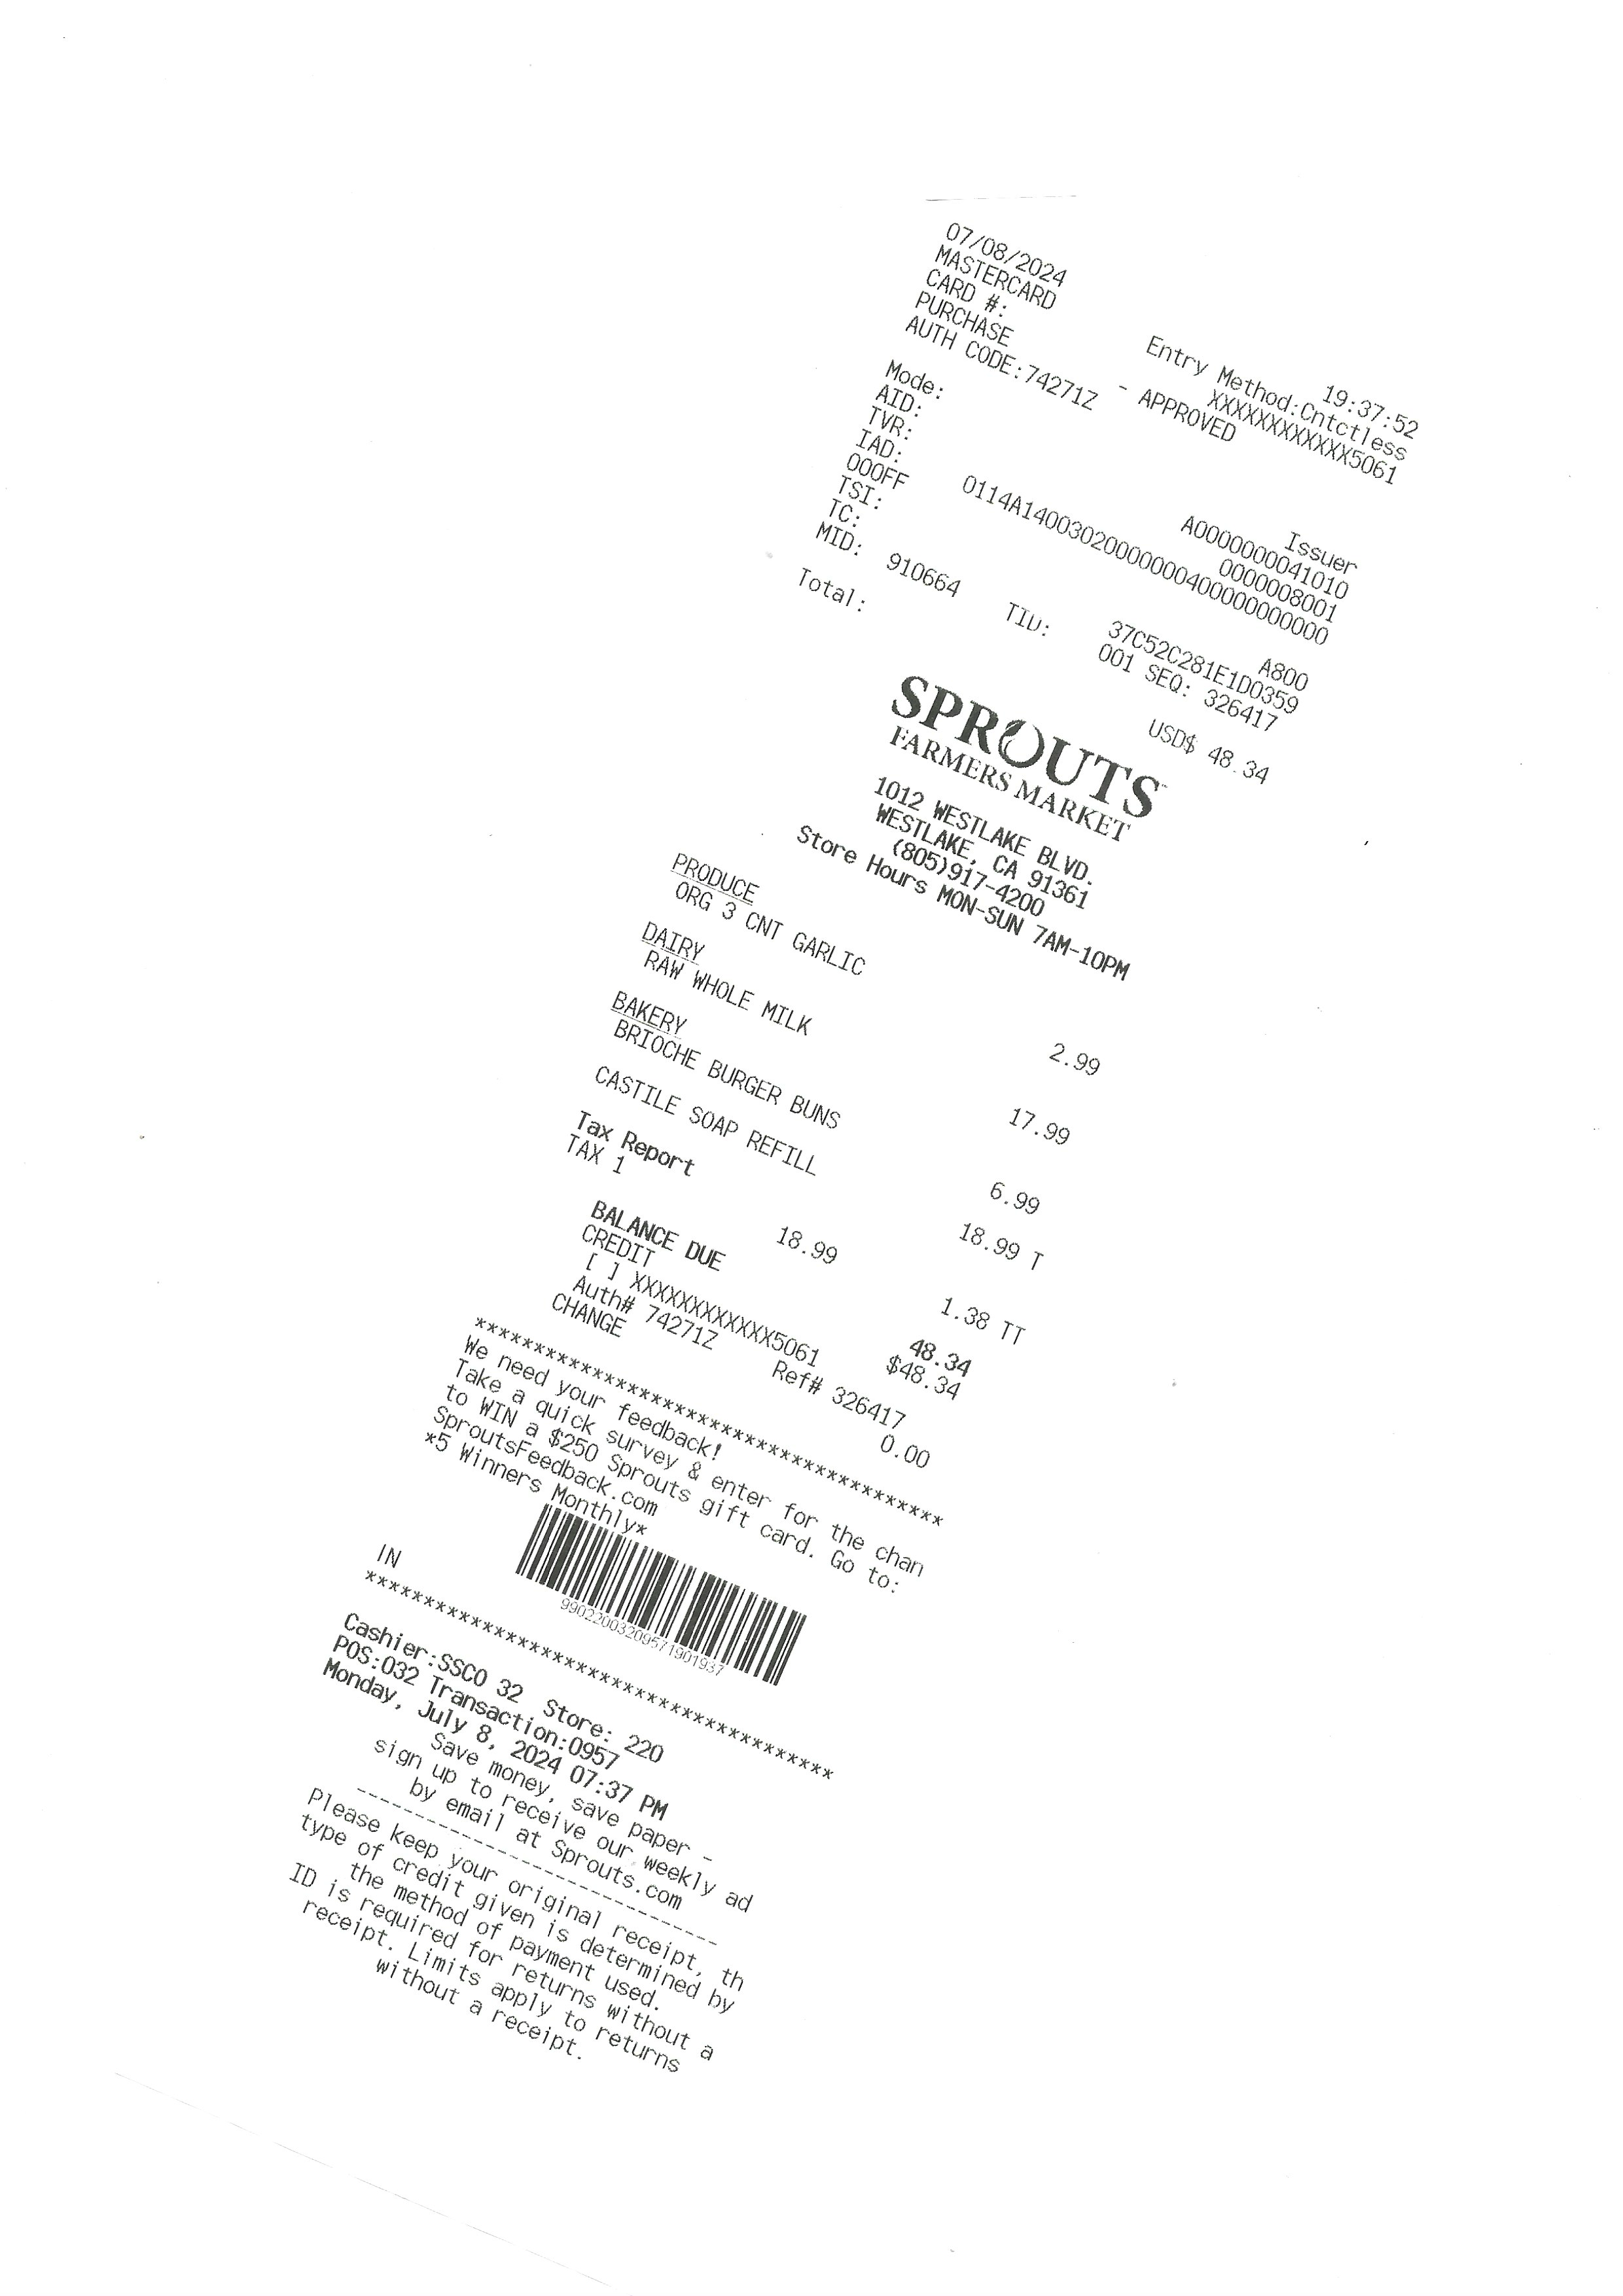 07/08/2024 19:37:52
MASTERCARD Entry Method:Cntctless
CARD #: XXXXXXXXXXXX5061
PURCHASE - APPROVED
AUTH CODE:74271Z
Mode: Issuer
AID: A0000000041010
TVR: 0000008001
IAD: 0114A1400302000000040000000000
000FF
TSI: A800
TC: 37C52C281E1D0359
MID: 910664 TID: 001 SEQ: 326417
Total: USD$ 48.34
SPROUTS
FARMERS MARKET
1012 WESTLAKE BLVD.
WESTLAKE, CA 91361
(805)917-4200
Store Hours MON-SUN 7AM-10PM
PRODUCE
ORG 3 CNT GARLIC 2.99
DAIRY
RAW WHOLE MILK 17.99
BAKERY
BRIOCHE BURGER BUNS 6.99
CASTILE SOAP REFILL 18.99 T
Tax Report
TAX 1 18.99 1.38 TT
BALANCE DUE 48.34
CREDIT $48.34
[ ] XXXXXXXXXXXX5061
Auth# 74271Z Ref# 326417
CHANGE 0.00
****************************************
We need your feedback!
Take a quick survey & enter for the chan
to WIN a $250 Sprouts gift card. Go to:
SproutsFeedback.com
*5 Winners Monthly*
99022003209571901937
IN
****************************************
Cashier:SSCO 32 Store: 220
POS:032 Transaction:0957
Monday, July 8, 2024 07:37 PM
Save money, save paper -
sign up to receive our weekly ad
by email at Sprouts.com
-------------------------------
Please keep your original receipt, th
type of credit given is determined by
the method of payment used.
ID is required for returns without a
receipt. Limits apply to returns
without a receipt.